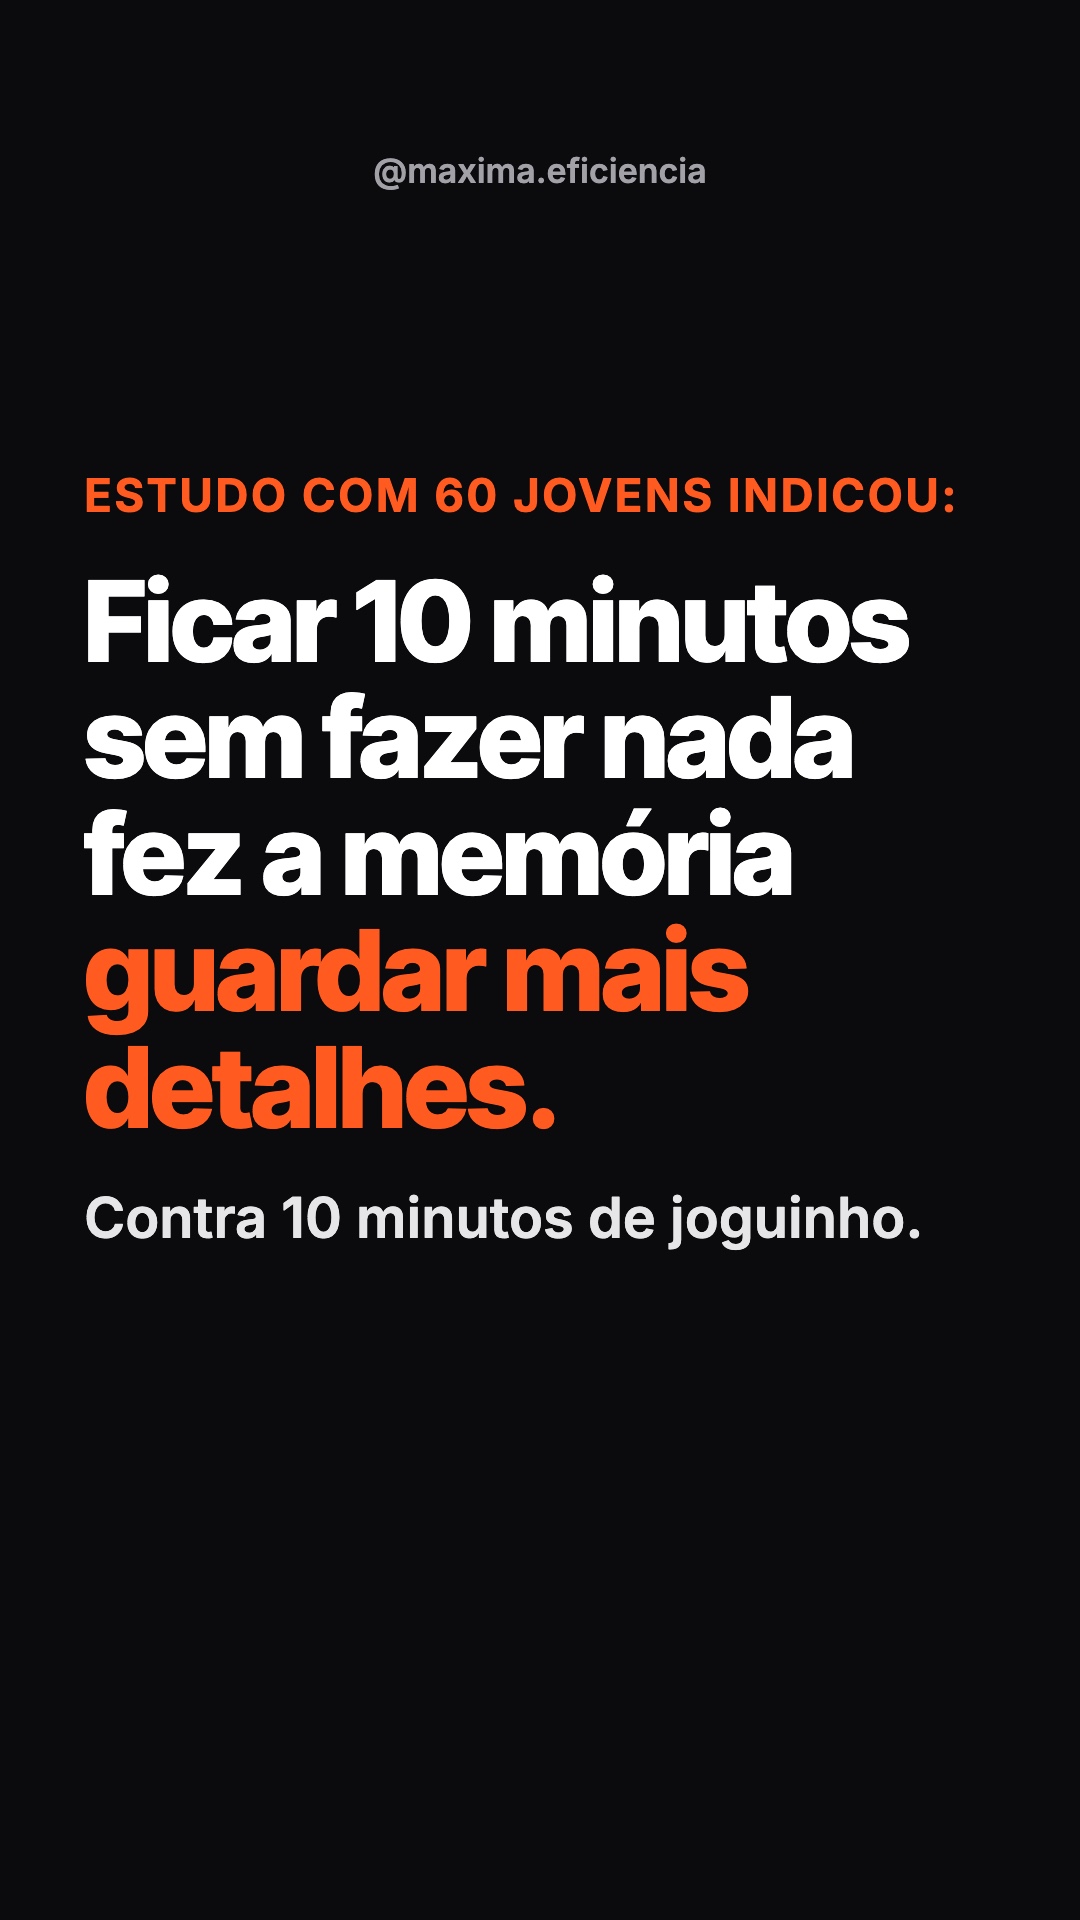 @maxima.eficiencia
ESTUDO COM 60 JOVENS INDICOU:
Ficar 10 minutos
sem fazer nada
fez a memória
guardar mais
detalhes.
Contra 10 minutos de joguinho.